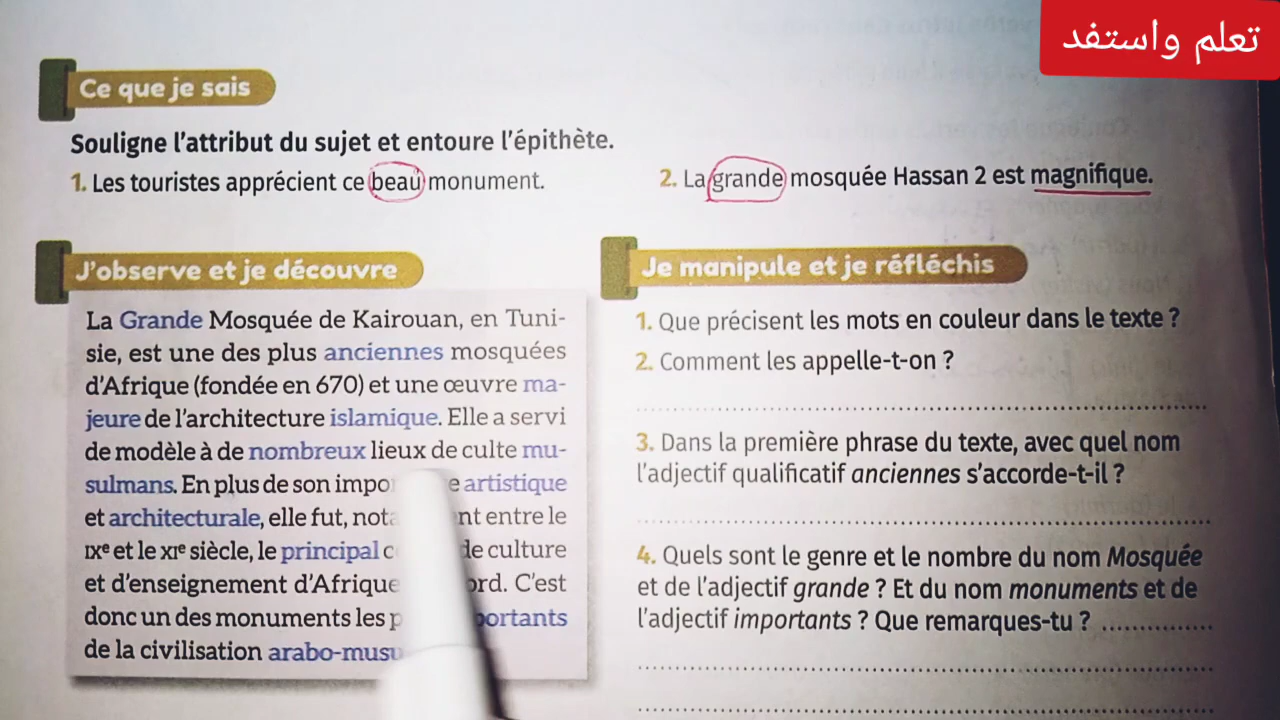 تعلم واستفد
Ce que je sais
Souligne l'attribut du sujet et entoure l'épithète.
1. Les touristes apprécient ce beau monument.
2. La grande mosquée Hassan 2 est magnifique.
J'observe et je découvre
La Grande Mosquée de Kairouan, en Tuni-
sie, est une des plus anciennes mosquées
d'Afrique (fondée en 670) et une œuvre ma-
jeure de l'architecture islamique. Elle a servi
de modèle à de nombreux lieux de culte mu-
sulmans. En plus de son artistique
et architecturale, elle fut, entre le
IXe et le XIe siècle, le principal de culture
et d'enseignement d'Afrique C'est
donc un des monuments les
de la civilisation
Je manipule et je réfléchis
1. Que précisent les mots en couleur dans le texte ?
2. Comment les appelle-t-on ?
3. Dans la première phrase du texte, avec quel nom
l'adjectif qualificatif anciennes s'accorde-t-il ?
4. Quels sont le genre et le nombre du nom Mosquée
et de l'adjectif grande ? Et du nom monuments et de
l'adjectif importants ? Que remarques-tu ?